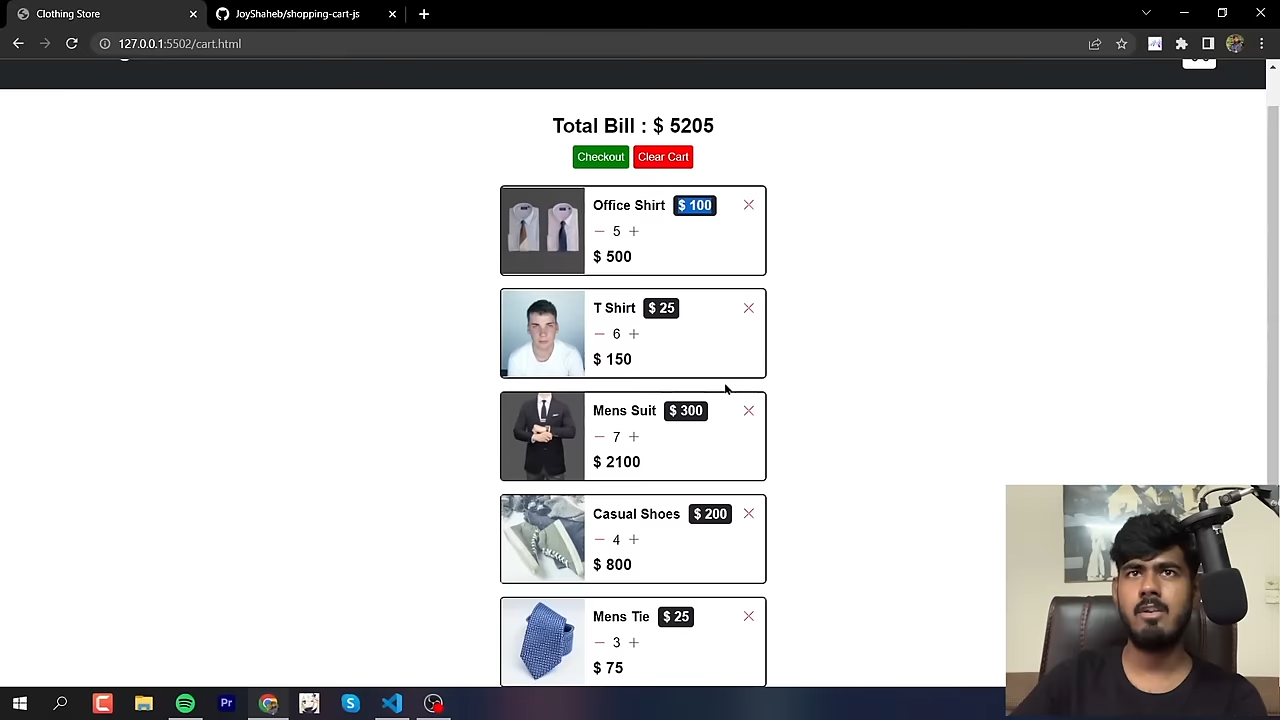 Clothing Store
JoyShaheb/shopping-cart-js
127.0.0.1:5502/cart.html
Total Bill : $ 5205
Checkout Clear Cart
Office Shirt $ 100
5
$ 500
T Shirt $ 25
6
$ 150
Mens Suit $ 300
7
$ 2100
Casual Shoes $ 200
4
$ 800
Mens Tie $ 25
3
$ 75
Pr